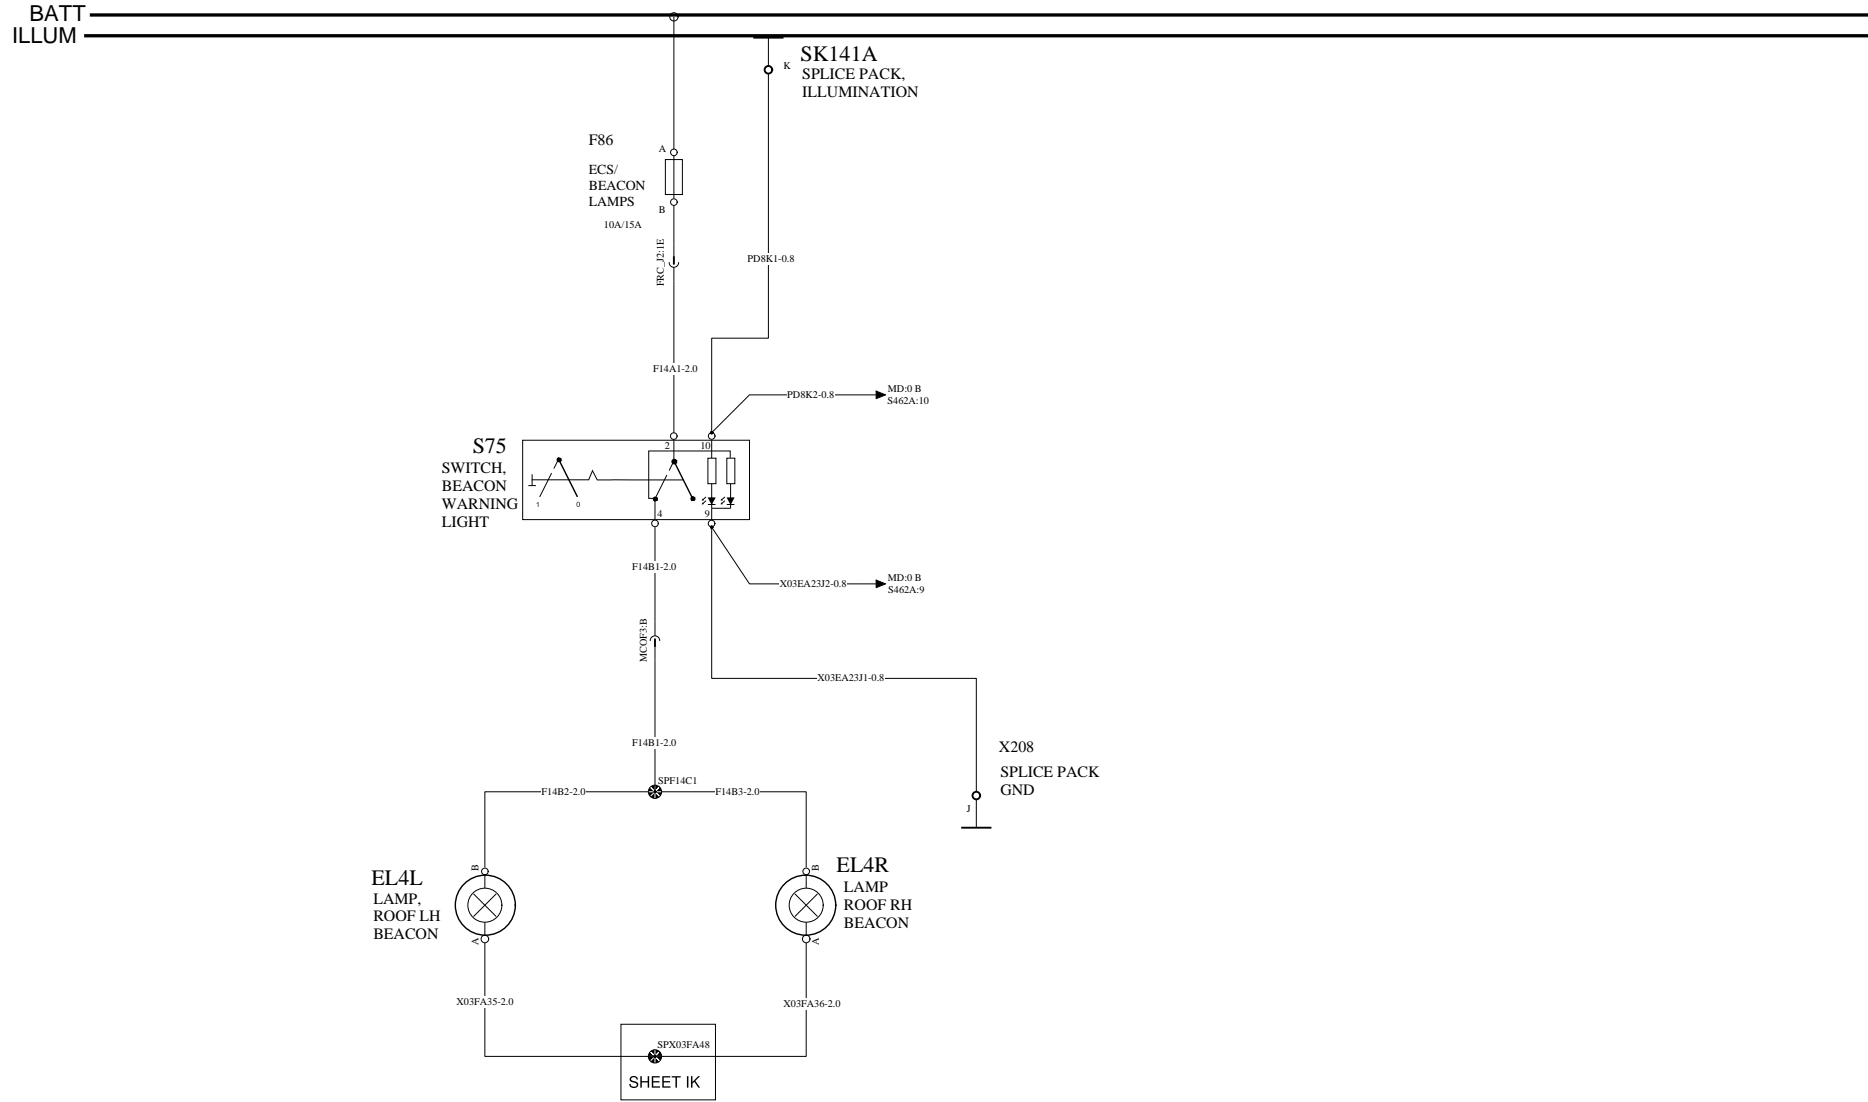 BATT
ILLUM
SK141A
K
SPLICE PACK,
ILLUMINATION
F86
A
ECS/
BEACON
LAMPS
B
10A/15A
FRC_J2:1E
PD8K1-0.8
F14A1-2.0
PD8K2-0.8
MD:0 B
S462A:10
S75
SWITCH,
BEACON
WARNING
LIGHT
2
10
1
0
4
9
F14B1-2.0
X03EA23J2-0.8
MD:0 B
S462A:9
MCOF3:B
X03EA23J1-0.8
F14B1-2.0
X208
SPLICE PACK
GND
J
SPF14C1
F14B2-2.0
F14B3-2.0
B
EL4L
LAMP,
ROOF LH
BEACON
A
B
EL4R
LAMP
ROOF RH
BEACON
A
X03FA35-2.0
X03FA36-2.0
SPX03FA48
SHEET IK